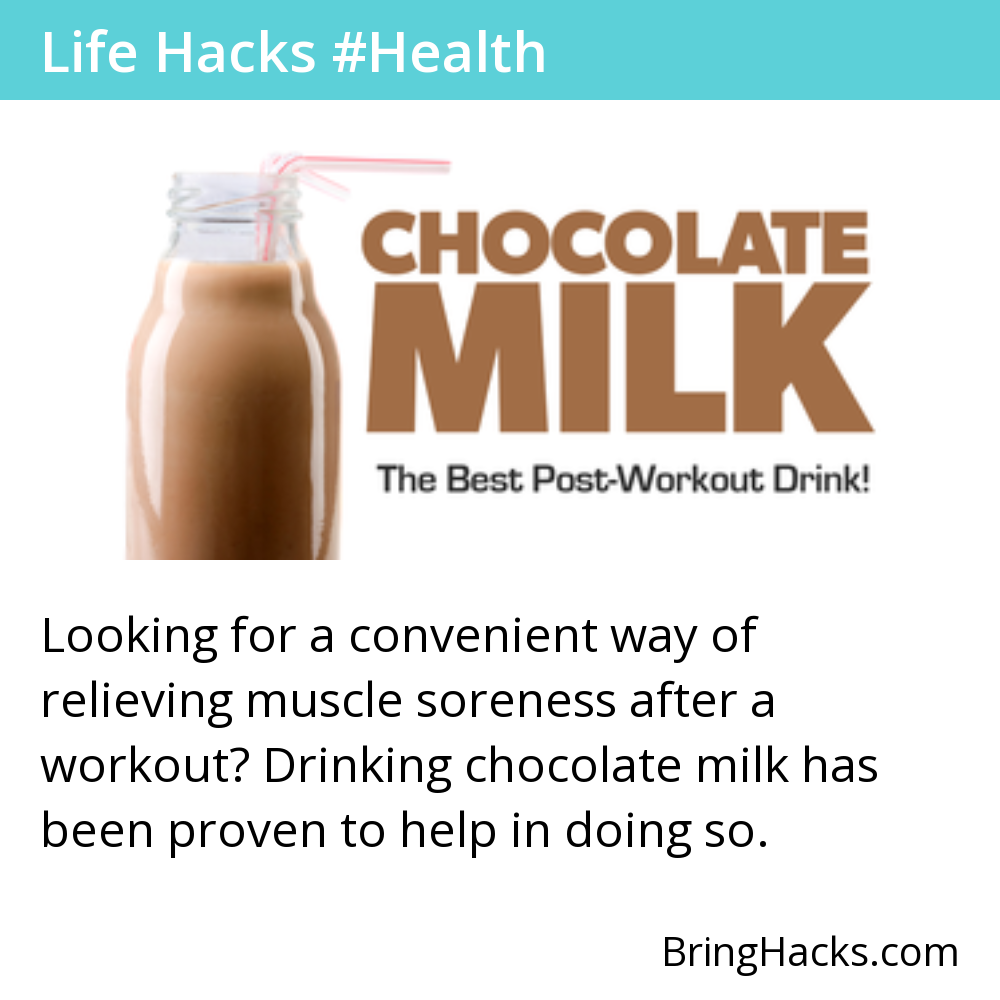 Life Hacks #Health
CHOCOLATE
MILK
The Best Post-Workout Drink!
Looking for a convenient way of
relieving muscle soreness after a
workout? Drinking chocolate milk has
been proven to help in doing so.
BringHacks.com